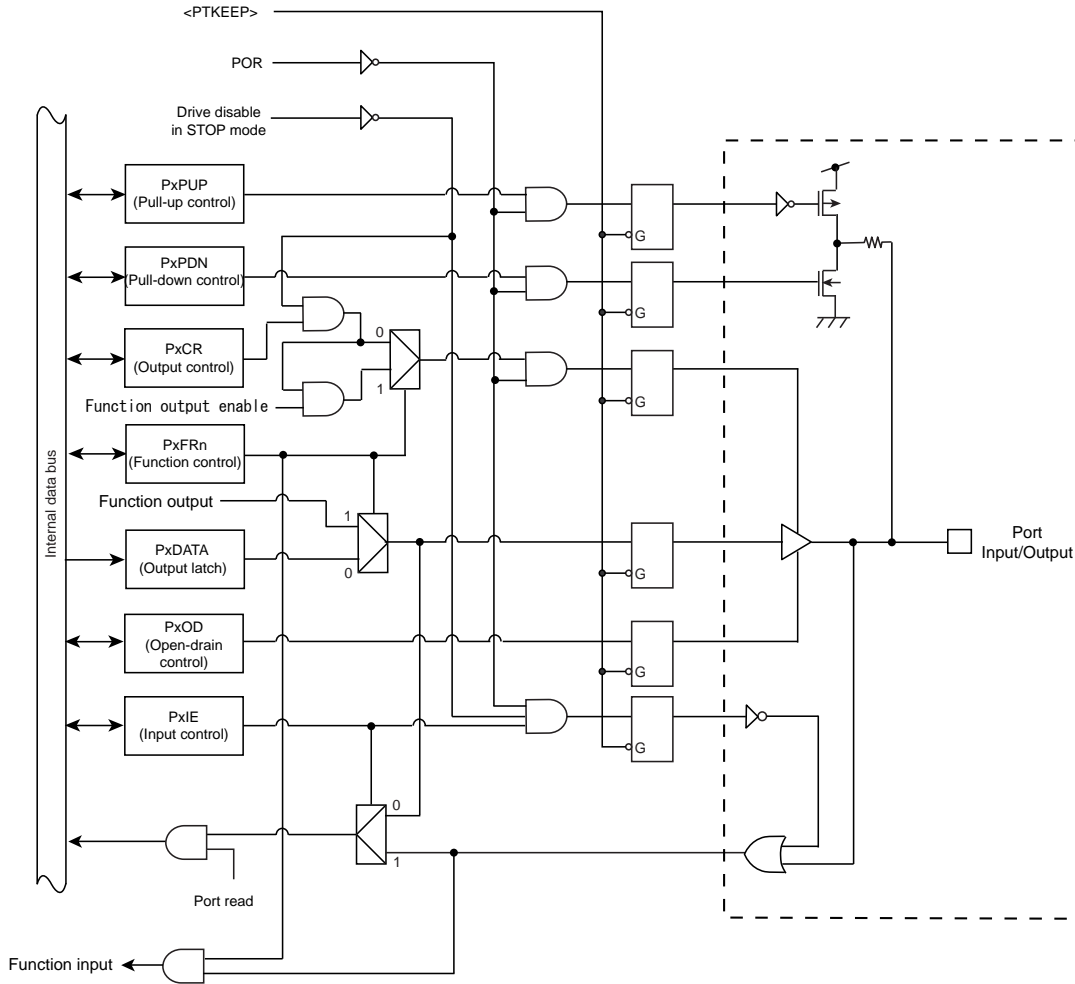 <PTKEEP>
POR
Drive disable
in STOP mode
PxPUP
(Pull-up control)
G
PxPDN
(Pull-down control)
G
PxCR
(Output control)
0
1
G
Function output enable
PxFRn
(Function control)
Internal data bus
Function output
1
0
PxDATA
(Output latch)
G
Port
Input/Output
PxOD
(Open-drain
control)
G
PxIE
(Input control)
G
0
1
Port read
Function input